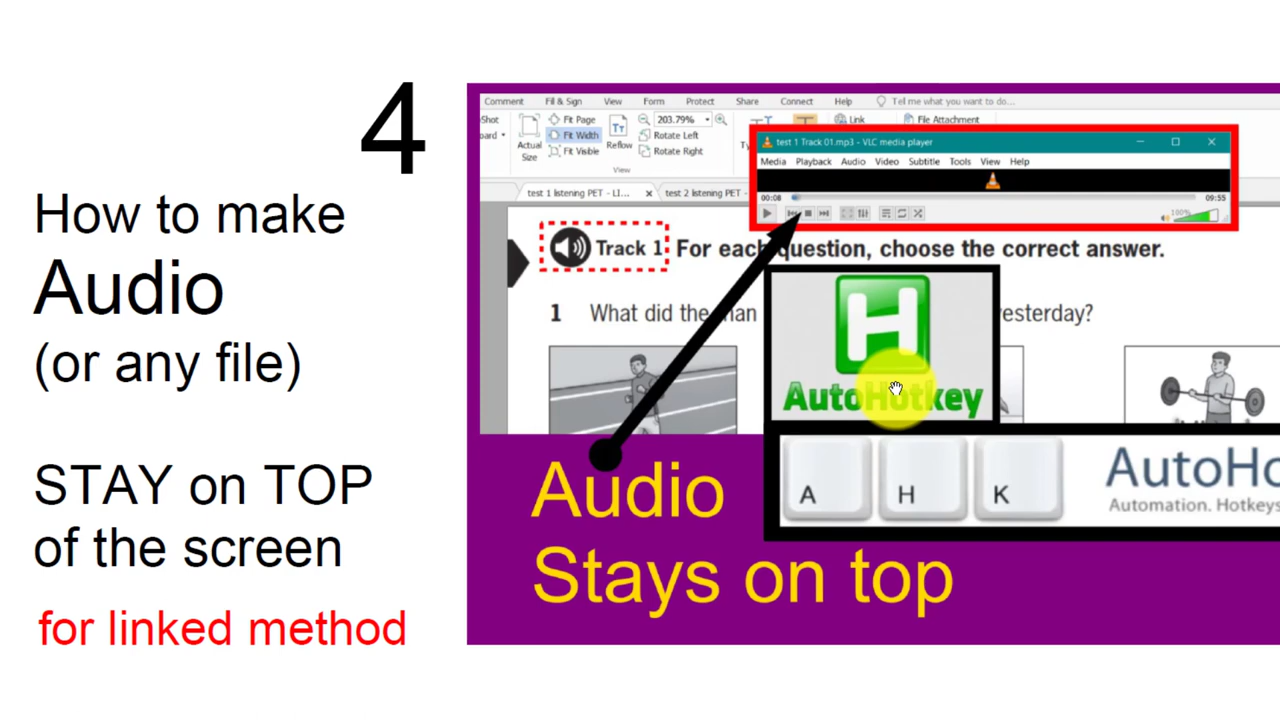 4
How to make
Audio
(or any file)
STAY on TOP
of the screen
for linked method
Comment Fill & Sign View Form Protect Share Connect Help Tell me what you want to do...
Shot
Fit Page 203.79% Link File Attachment
Actual Size Fit Width Reflow Rotate Left
Fit Visible Rotate Right
View
test 1 listening PET - LI... × test 2 listening PET -
test 1 Track 01.mp3 - VLC media player
Media Playback Audio Video Subtitle Tools View Help
00:08 09:55
100%
Track 1 For each question, choose the correct answer.
1 What did the man yesterday?
H
AutoHotkey
A H K
AutoHo
Automation. Hotkeys
Audio
Stays on top